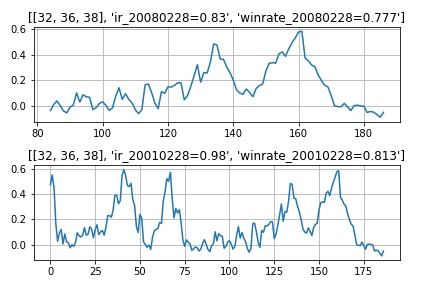 [[32, 36, 38], 'ir_20080228=0.83', 'winrate_20080228=0.777']
0.6
0.4
0.2
0.0
80 100 120 140 160 180
[[32, 36, 38], 'ir_20010228=0.98', 'winrate_20010228=0.813']
0.6
0.4
0.2
0.0
0 25 50 75 100 125 150 175